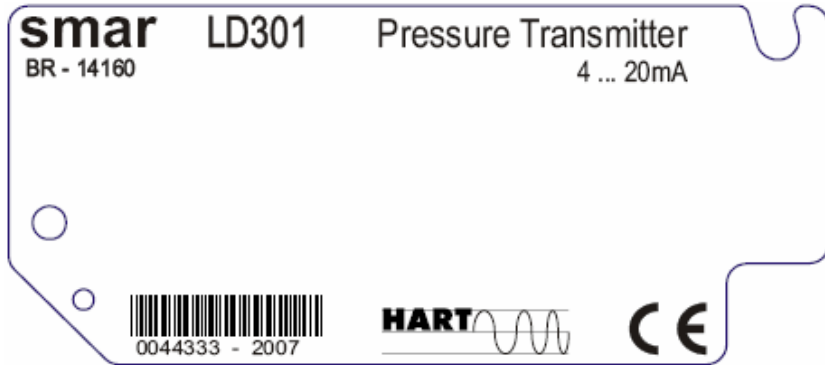 smar LD301 Pressure Transmitter
BR - 14160 4 ... 20mA
0044333 - 2007
HART CE